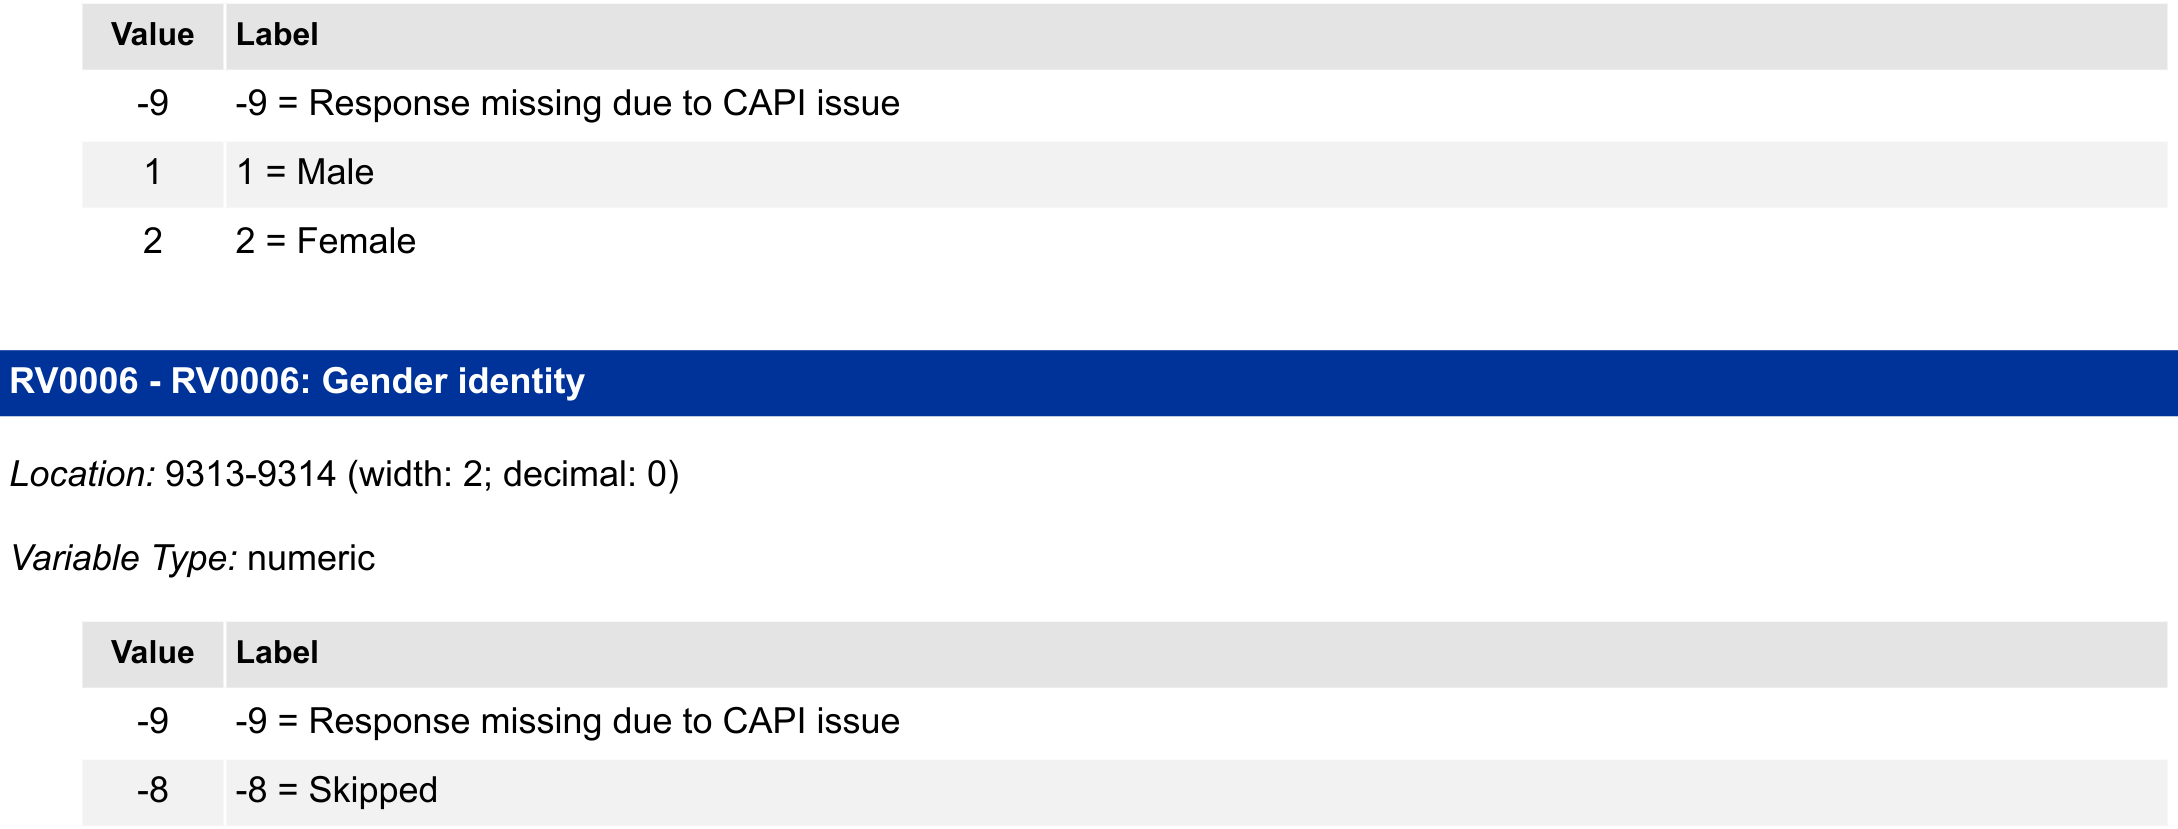 Value Label
-9 -9 = Response missing due to CAPI issue
1 1 = Male
2 2 = Female
RV0006 - RV0006: Gender identity
Location: 9313-9314 (width: 2; decimal: 0)
Variable Type: numeric
Value Label
-9 -9 = Response missing due to CAPI issue
-8 -8 = Skipped